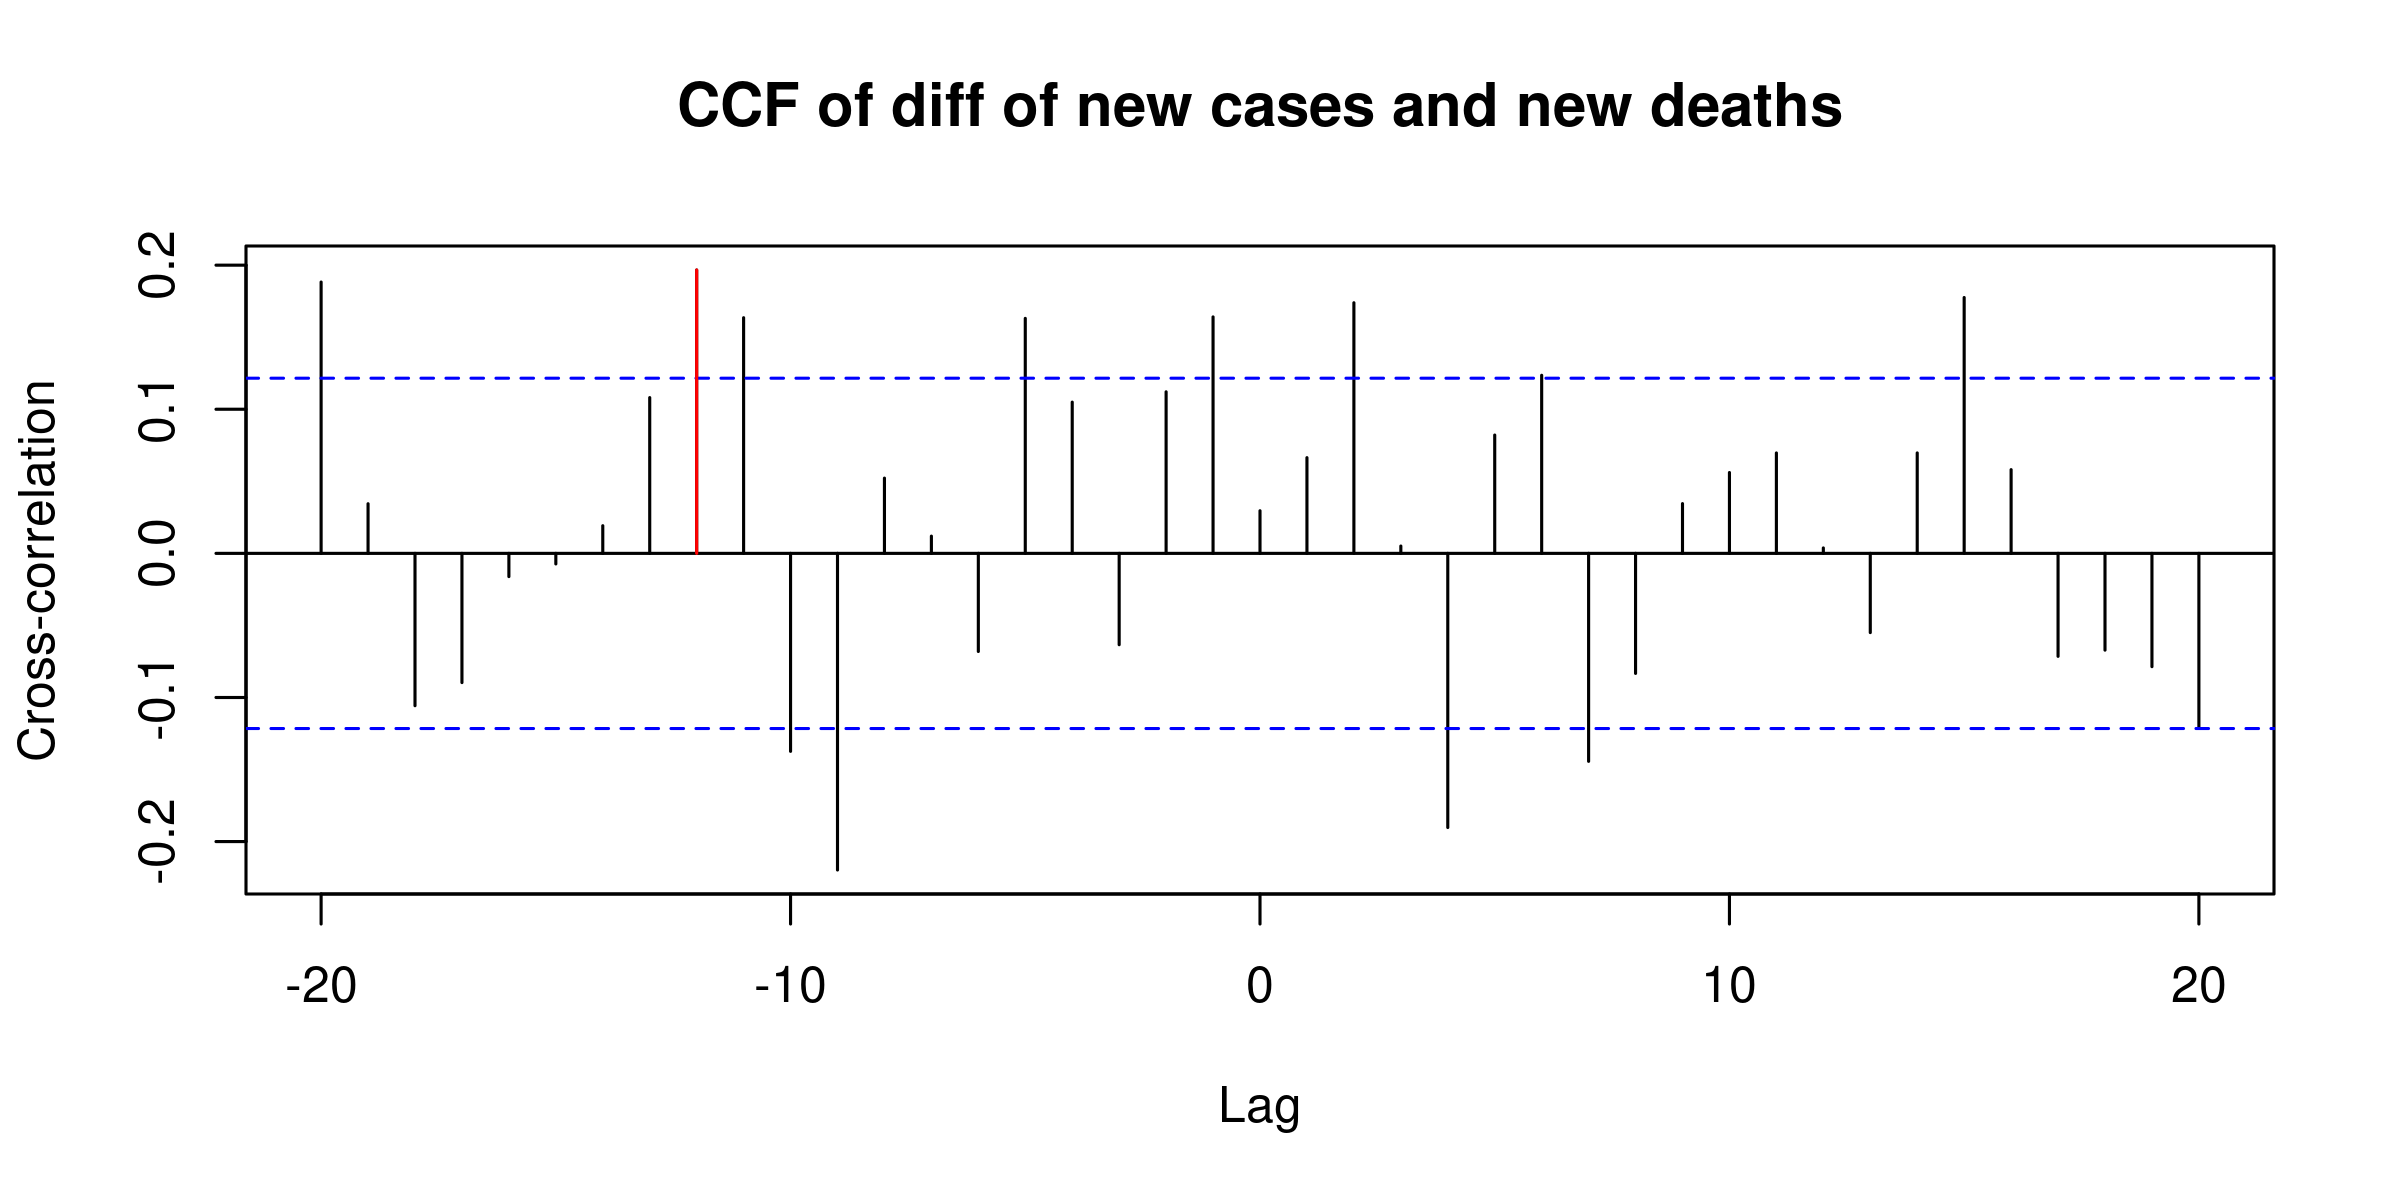 CCF of diff of new cases and new deaths
Cross-correlation
0.2
0.1
0.0
-0.1
-0.2
-20 -10 0 10 20
Lag